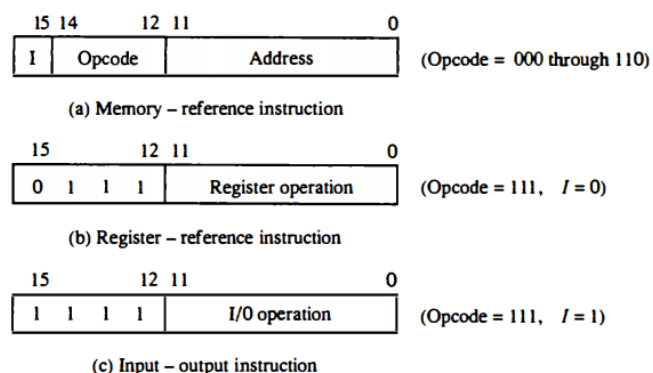 15 14 12 11 0
I Opcode Address (Opcode = 000 through 110)
(a) Memory – reference instruction
15 12 11 0
0 1 1 1 Register operation (Opcode = 111, I = 0)
(b) Register – reference instruction
15 12 11 0
1 1 1 1 I/0 operation (Opcode = 111, I = 1)
(c) Input – output instruction